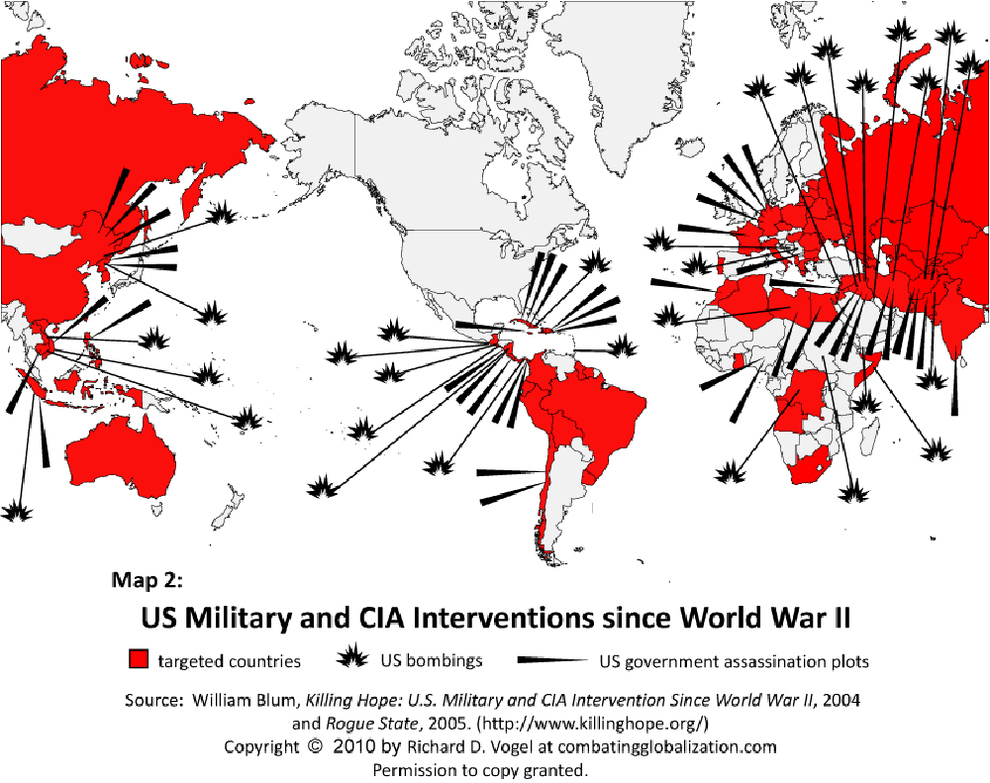 Map 2:
US Military and CIA Interventions since World War II
targeted countries US bombings US government assassination plots
Source: William Blum, Killing Hope: U.S. Military and CIA Intervention Since World War II, 2004
and Rogue State, 2005. (http://www.killinghope.org/)
Copyright © 2010 by Richard D. Vogel at combatingglobalization.com
Permission to copy granted.